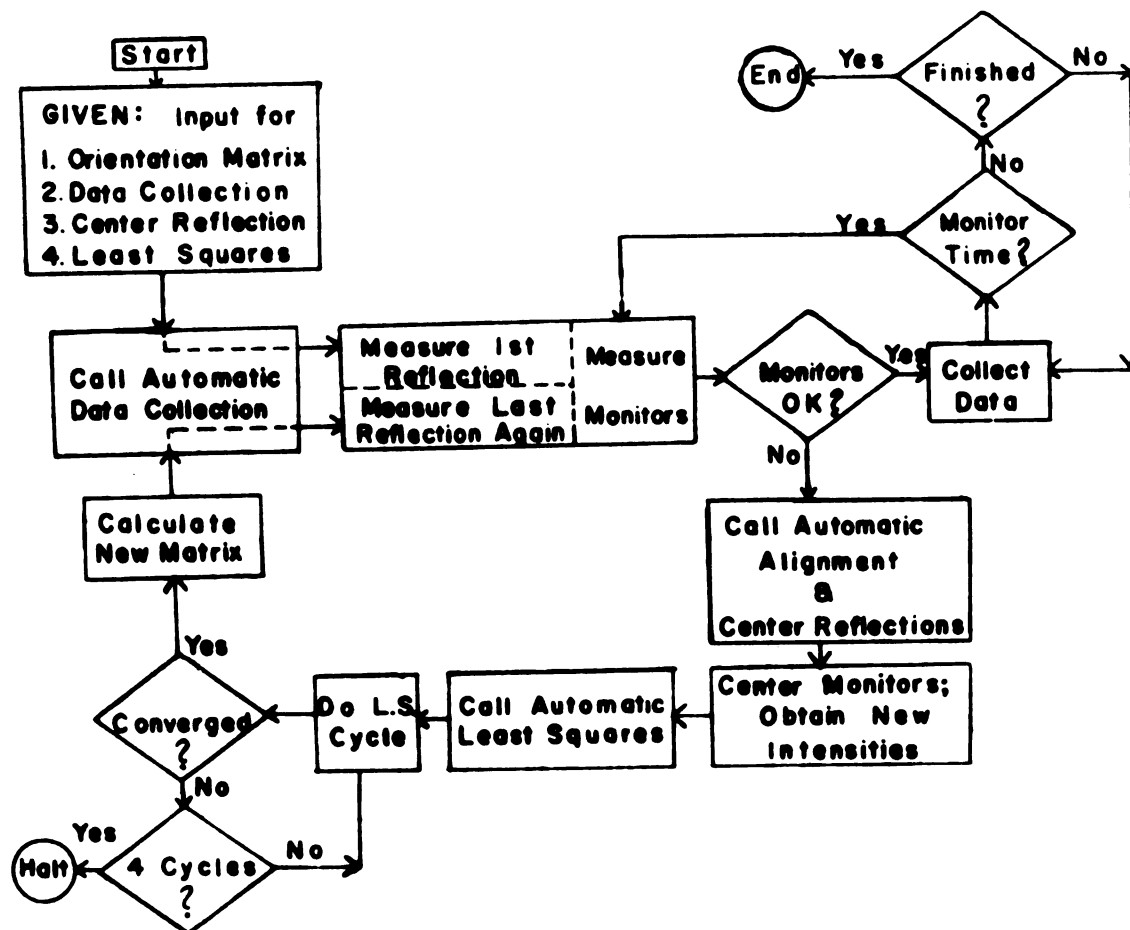 Start
GIVEN: Input for
1. Orientation Matrix
2. Data Collection
3. Center Reflection
4. Least Squares
Call Automatic
Data Collection
Measure 1st
Reflection
Measure Last
Reflection Again
Measure
Monitors
Monitors
OK?
Yes
No
Collect
Data
Monitor
Time?
Yes
No
Finished
?
Yes
No
End
Call Automatic
Alignment
&
Center Reflections
Center Monitors;
Obtain New
Intensities
Call Automatic
Least Squares
Do L.S.
Cycle
Converged
?
Yes
No
Calculate
New Matrix
4 Cycles
?
Yes
No
Halt